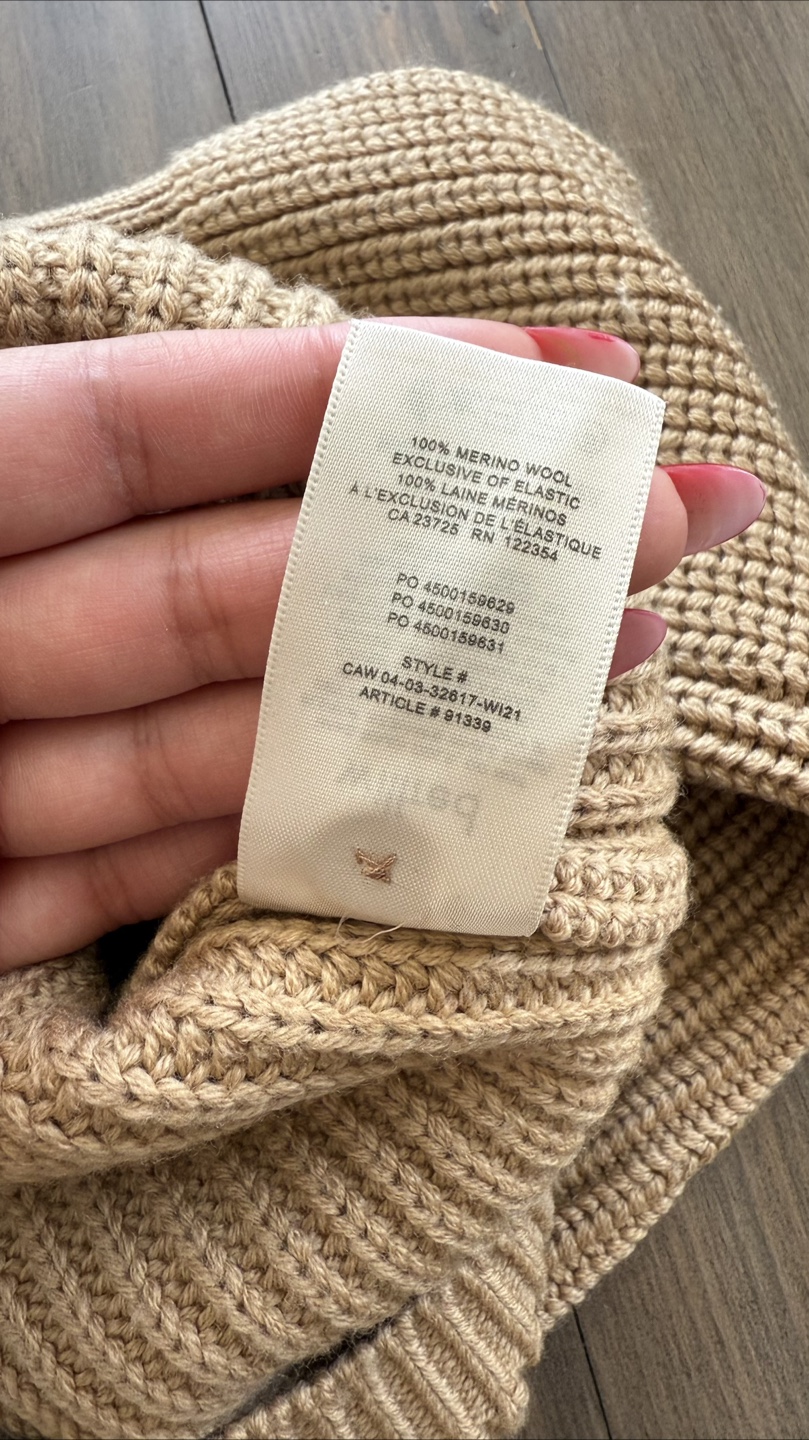 100% MERINO WOOL
EXCLUSIVE OF ELASTIC
100% LAINE MÉRINOS
À L'EXCLUSION DE L'ÉLASTIQUE
CA 23725 RN 122354
PO 4500159629
PO 4500159630
PO 4500159631
STYLE #
CAW 04-03-32617-WI21
ARTICLE # 91339